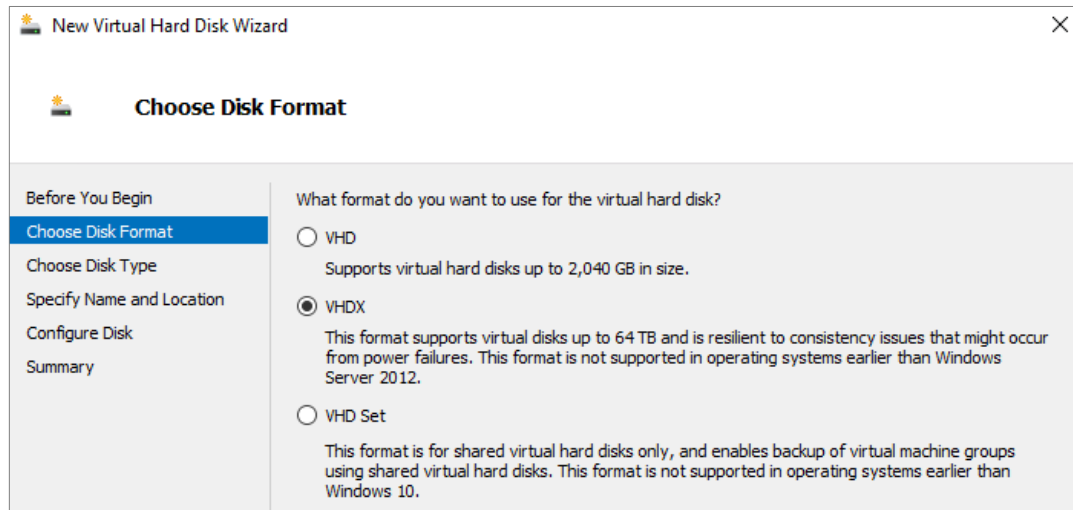 New Virtual Hard Disk Wizard
Choose Disk Format
Before You Begin
Choose Disk Format
Choose Disk Type
Specify Name and Location
Configure Disk
Summary
What format do you want to use for the virtual hard disk?
VHD
Supports virtual hard disks up to 2,040 GB in size.
VHDX
This format supports virtual disks up to 64 TB and is resilient to consistency issues that might occur
from power failures. This format is not supported in operating systems earlier than Windows
Server 2012.
VHD Set
This format is for shared virtual hard disks only, and enables backup of virtual machine groups
using shared virtual hard disks. This format is not supported in operating systems earlier than
Windows 10.